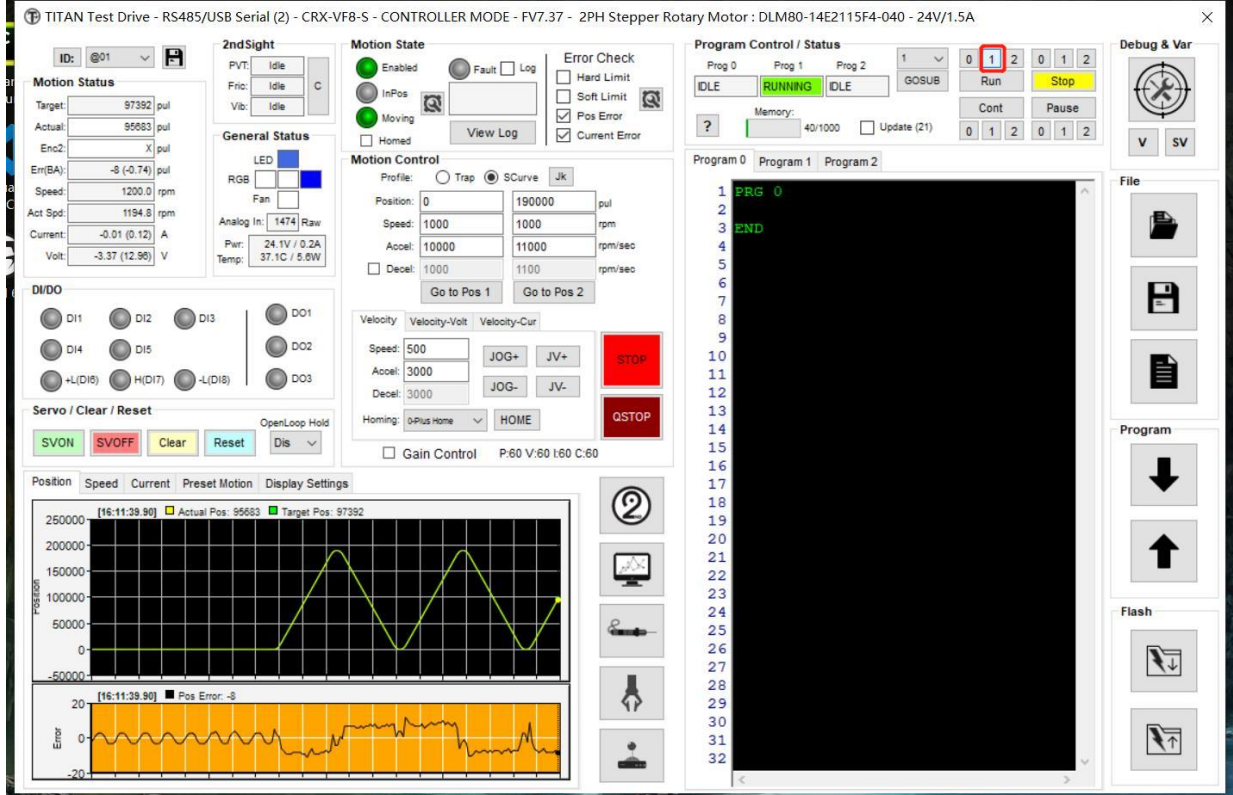 TITAN Test Drive - RS485/USB Serial (2) - CRX-VF8-S - CONTROLLER MODE - FV7.37 - 2PH Stepper Rotary Motor : DLM80-14E2115F4-040 - 24V/1.5A
ID: @01
Motion Status
Target: 97392 pul
Actual: 95683 pul
Enc2: X pul
Err(BA): -8 (-0.74) pul
Speed: 1200.0 rpm
Act Spd: 1194.8 rpm
Current: -0.01 (0.12) A
Volt: -3.37 (12.96) V
2ndSight
PVT: Idle
Fric: Idle C
Vib: Idle
General Status
LED
RGB
Fan
Analog In: 1474 Raw
Pwr: 24.1V / 0.2A
Temp: 37.1C / 5.6W
Motion State
Enabled Fault Log
InPos
Moving
Homed View Log
Error Check
Hard Limit
Soft Limit
Pos Error
Current Error
Motion Control
Profile: Trap SCurve Jk
Position: 0 190000 pul
Speed: 1000 1000 rpm
Accel: 10000 11000 rpm/sec
Decel: 1000 1100 rpm/sec
Go to Pos 1 Go to Pos 2
Velocity Velocity-Volt Velocity-Cur
Speed: 500 JOG+ JV+
Accel: 3000
Decel: 3000 JOG- JV-
Homing: 0-Plus Home HOME
STOP
QSTOP
Gain Control P:60 V:60 I:60 C:60
DI/DO
DI1 DI2 DI3 DO1
DI4 DI5 DO2
+L(DI6) H(DI7) -L(DI8) DO3
Servo / Clear / Reset
OpenLoop Hold
SVON SVOFF Clear Reset Dis
Position Speed Current Preset Motion Display Settings
[16:11:39.90] Actual Pos: 95683 Target Pos: 97392
250000
200000
150000
100000
50000
0
-50000
Position
[16:11:39.90] Pos Error: -8
20
0
-20
Error
2
Program Control / Status
Prog 0 Prog 1 Prog 2
IDLE RUNNING IDLE
1
GOSUB
0 1 2 0 1 2
Run Stop
Cont Pause
0 1 2 0 1 2
? Memory: 40/1000 Update (21)
Program 0 Program 1 Program 2
1 PRG 0
2
3 END
4
5
6
7
8
9
10
11
12
13
14
15
16
17
18
19
20
21
22
23
24
25
26
27
28
29
30
31
32
Debug & Var
V SV
File
Program
Flash